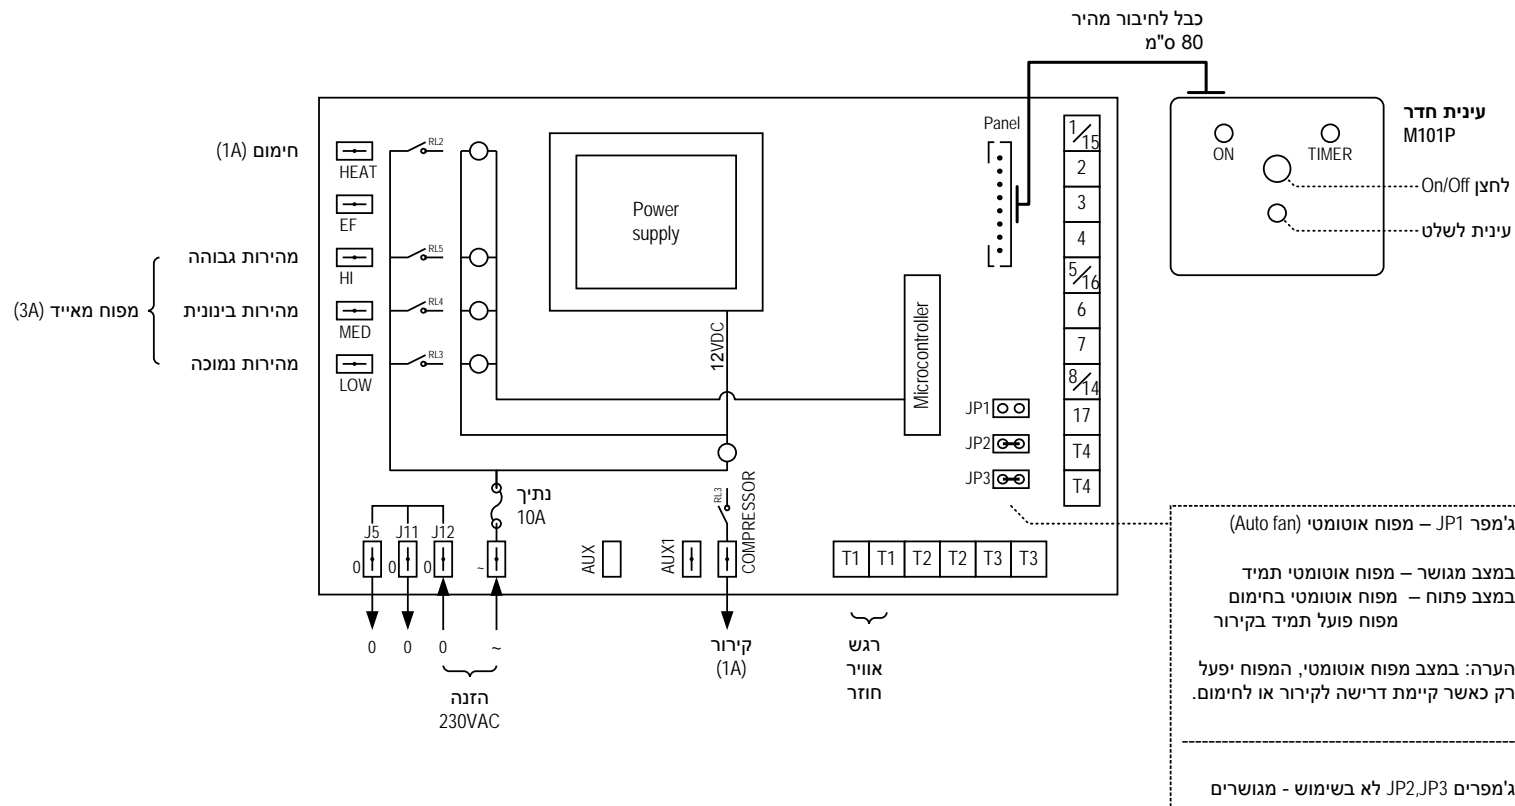 כבל לחיבור מהיר
80 ס"מ
עינית חדר
M101P
ON
TIMER
לחצן On/Off
עינית לשלט
Panel
1/15
2
3
4
5/16
6
7
8/14
17
T4
T4
חימום (1A)
HEAT
RL2
EF
מהירות גבוהה
HI
RL5
מפוח מאייד (3A)
מהירות בינונית
MED
RL4
מהירות נמוכה
LOW
RL3
Power
supply
12VDC
Microcontroller
JP1
JP2
JP3
נתיך
10A
J5
J11
J12
0
0
0
~
AUX
AUX1
RL3
COMPRESSOR
T1
T1
T2
T2
T3
T3
0
0
0
~
הזנה
230VAC
קירור
(1A)
רגש
אוויר
חוזר
ג'מפר JP1 – מפוח אוטומטי (Auto fan)
במצב מגושר – מפוח אוטומטי תמיד
במצב פתוח – מפוח אוטומטי בחימום
מפוח פועל תמיד בקירור
הערה: במצב מפוח אוטומטי, המפוח יפעל
רק כאשר קיימת דרישה לקירור או לחימום.
ג'מפרים JP2,JP3 לא בשימוש - מגושרים